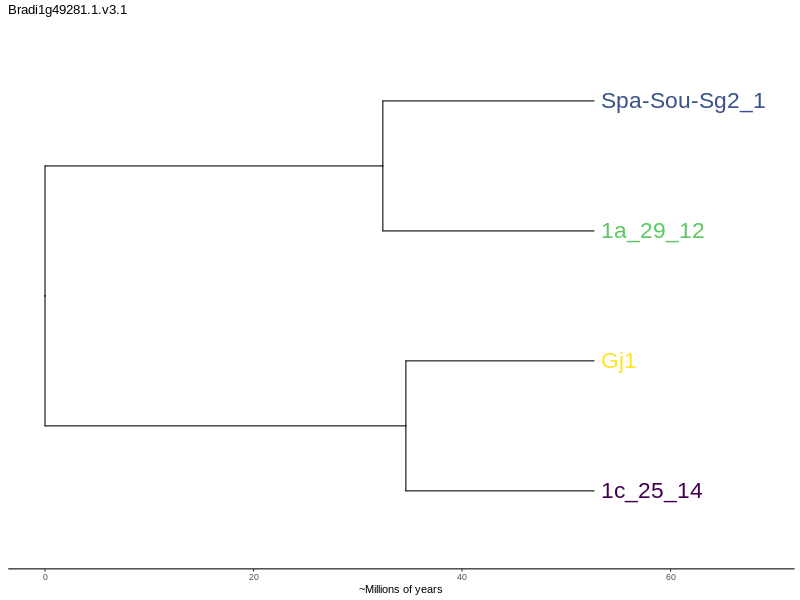 Bradi1g49281.1.v3.1
Spa-Sou-Sg2_1
1a_29_12
Gj1
1c_25_14
0 20 40 60
~Millions of years